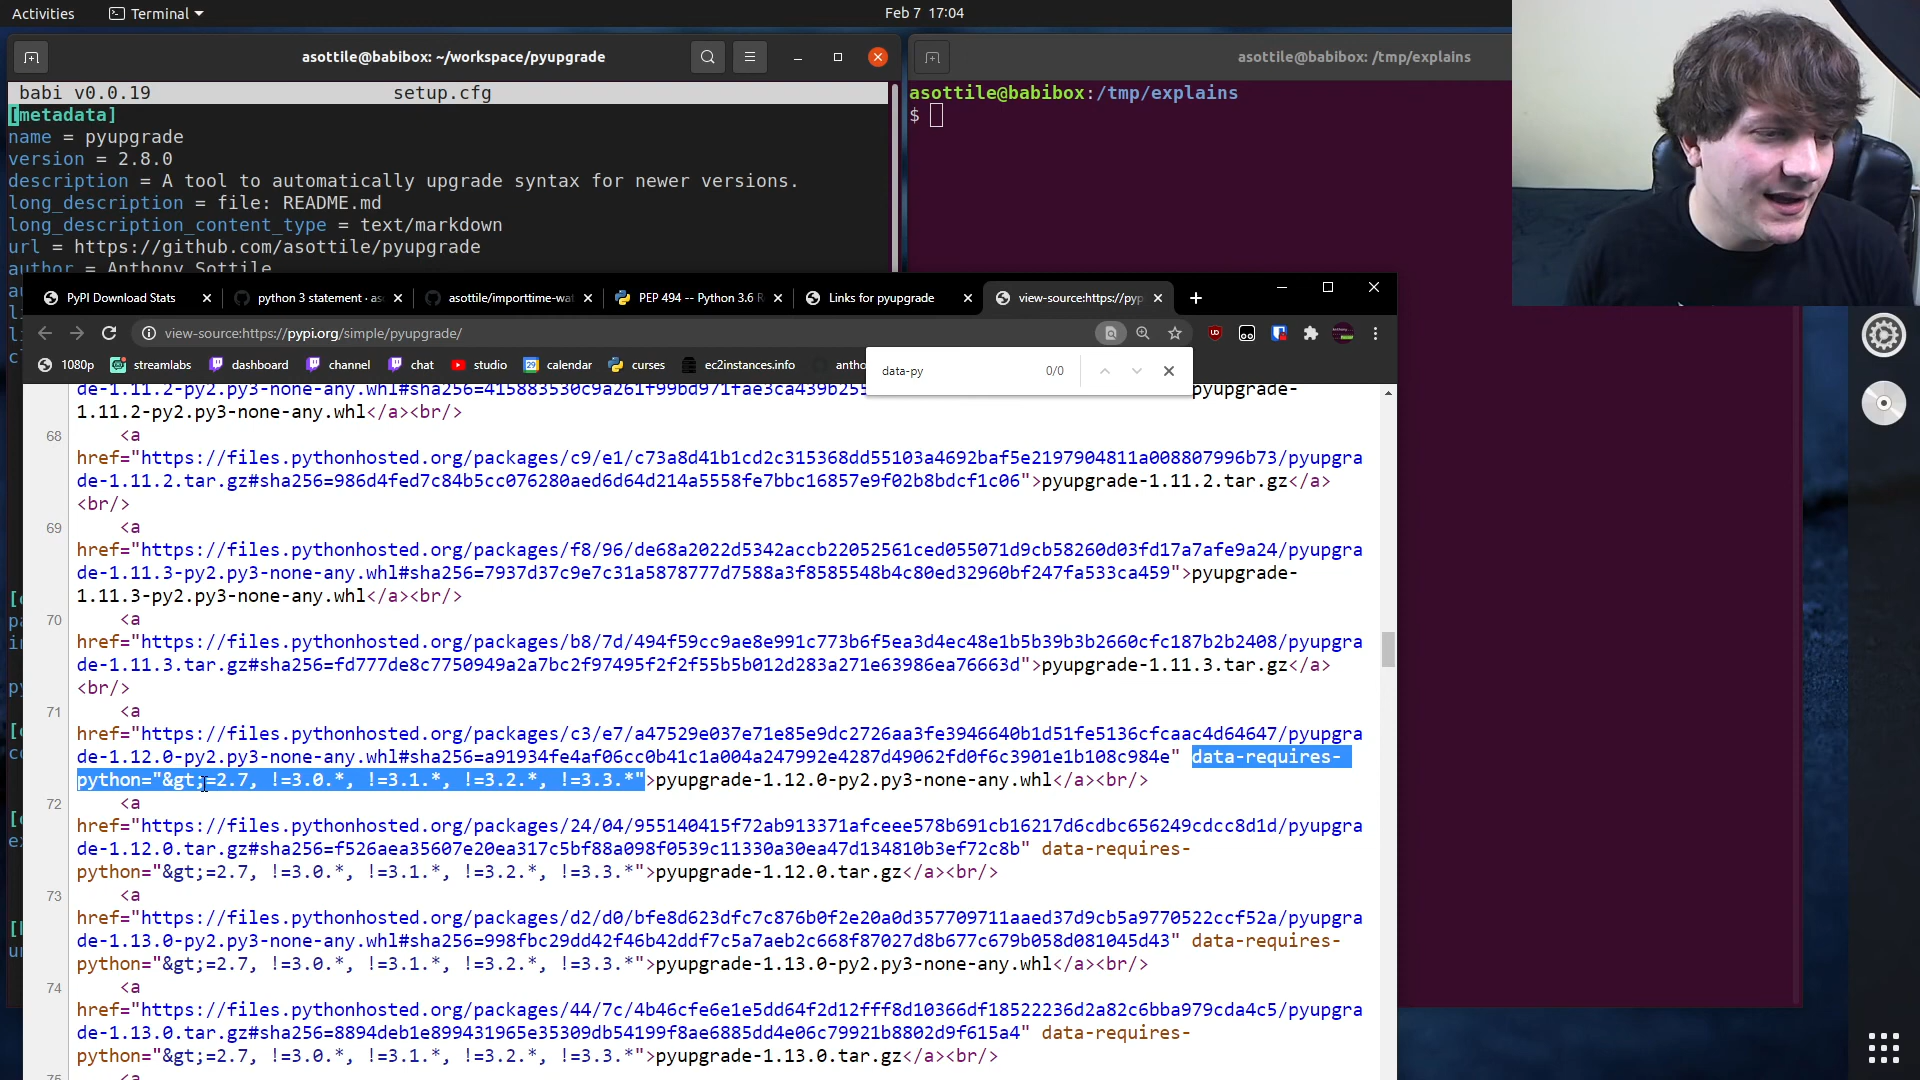 Activities
Terminal
Feb 7 17:04
asottile@babibox: ~/workspace/pyupgrade
asottile@babibox: /tmp/explains
babi v0.0.19
setup.cfg
[metadata]
name = pyupgrade
version = 2.8.0
description = A tool to automatically upgrade syntax for newer versions.
long_description = file: README.md
long_description_content_type = text/markdown
url = https://github.com/asottile/pyupgrade
author = Anthony Sottile
asottile@babibox:/tmp/explains
$
PyPI Download Stats
python 3 statement · as
asottile/importtime-wat
PEP 494 -- Python 3.6 R
Links for pyupgrade
view-source:https://pyp
view-source:https://pypi.org/simple/pyupgrade/
1080p
streamlabs
dashboard
channel
chat
studio
calendar
curses
ec2instances.info
antho
data-py
0/0
de-1.11.2-py2.py3-none-any.whl#sha256=415883530c9a261f99bd971fae3ca439b255
pyupgrade-
1.11.2-py2.py3-none-any.whl</a><br/>
68 <a
href="https://files.pythonhosted.org/packages/c9/e1/c73a8d41b1cd2c315368dd55103a4692baf5e2197904811a008807996b73/pyupgra
de-1.11.2.tar.gz#sha256=986d4fed7c84b5cc076280aed6d64d214a5558fe7bbc16857e9f02b8bdcf1c06">pyupgrade-1.11.2.tar.gz</a>
<br/>
69 <a
href="https://files.pythonhosted.org/packages/f8/96/de68a2022d5342accb22052561ced055071d9cb58260d03fd17a7afe9a24/pyupgra
de-1.11.3-py2.py3-none-any.whl#sha256=7937d37c9e7c31a5878777d7588a3f8585548b4c80ed32960bf247fa533ca459">pyupgrade-
1.11.3-py2.py3-none-any.whl</a><br/>
70 <a
href="https://files.pythonhosted.org/packages/b8/7d/494f59cc9ae8e991c773b6f5ea3d4ec48e1b5b39b3b2660cfc187b2b2408/pyupgra
de-1.11.3.tar.gz#sha256=fd777de8c7750949a2a7bc2f97495f2f2f55b5b012d283a271e63986ea76663d">pyupgrade-1.11.3.tar.gz</a>
<br/>
71 <a
href="https://files.pythonhosted.org/packages/c3/e7/a47529e037e71e85e9dc2726aa3fe3946640b1d51fe5136cfcaac4d64647/pyupgra
de-1.12.0-py2.py3-none-any.whl#sha256=a91934fe4af06cc0b41c1a004a247992e4287d49062fd0f6c3901e1b108c984e" data-requires-
python="&gt;=2.7, !=3.0.*, !=3.1.*, !=3.2.*, !=3.3.*">pyupgrade-1.12.0-py2.py3-none-any.whl</a><br/>
72 <a
href="https://files.pythonhosted.org/packages/24/04/955140415f72ab913371afceee578b691cb16217d6cdbc656249cdcc8d1d/pyupgra
de-1.12.0.tar.gz#sha256=f526aea35607e20ea317c5bf88a098f0539c11330a30ea47d134810b3ef72c8b" data-requires-
python="&gt;=2.7, !=3.0.*, !=3.1.*, !=3.2.*, !=3.3.*">pyupgrade-1.12.0.tar.gz</a><br/>
73 <a
href="https://files.pythonhosted.org/packages/d2/d0/bfe8d623dfc7c876b0f2e20a0d357709711aaed37d9cb5a9770522ccf52a/pyupgra
de-1.13.0-py2.py3-none-any.whl#sha256=998fbc29dd42f46b42ddf7c5a7aeb2c668f87027d8b677c679b058d081045d43" data-requires-
python="&gt;=2.7, !=3.0.*, !=3.1.*, !=3.2.*, !=3.3.*">pyupgrade-1.13.0-py2.py3-none-any.whl</a><br/>
74 <a
href="https://files.pythonhosted.org/packages/44/7c/4b46cfe6e1e5dd64f2d12fff8d10366df18522236d2a82c6bba979cda4c5/pyupgra
de-1.13.0.tar.gz#sha256=8894deb1e899431965e35309db54199f8ae6885dd4e06c79921b8802d9f615a4" data-requires-
python="&gt;=2.7, !=3.0.*, !=3.1.*, !=3.2.*, !=3.3.*">pyupgrade-1.13.0.tar.gz</a><br/>
75 <a